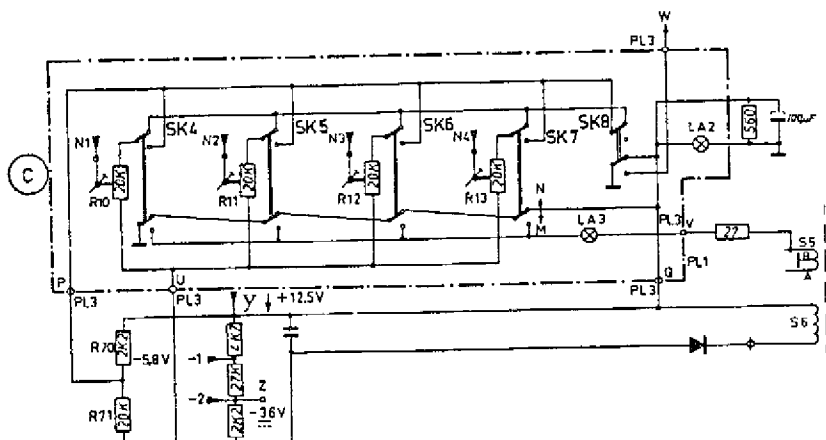 W
PL3
SK4
SK5
SK6
SK7
SK8
N1
N2
N3
N4
20K
20K
20K
20K
R10
R11
R12
R13
560
100µF
LA2
C
N
M
LA3
PL3
V
27
S5
B
A
PL1
P
PL3
U
PL3
Q
PL3
y
+12.5V
S6
R70
2K2
-5,8V
-1
27K
-2
Z
-36V
2K2
R71
20K